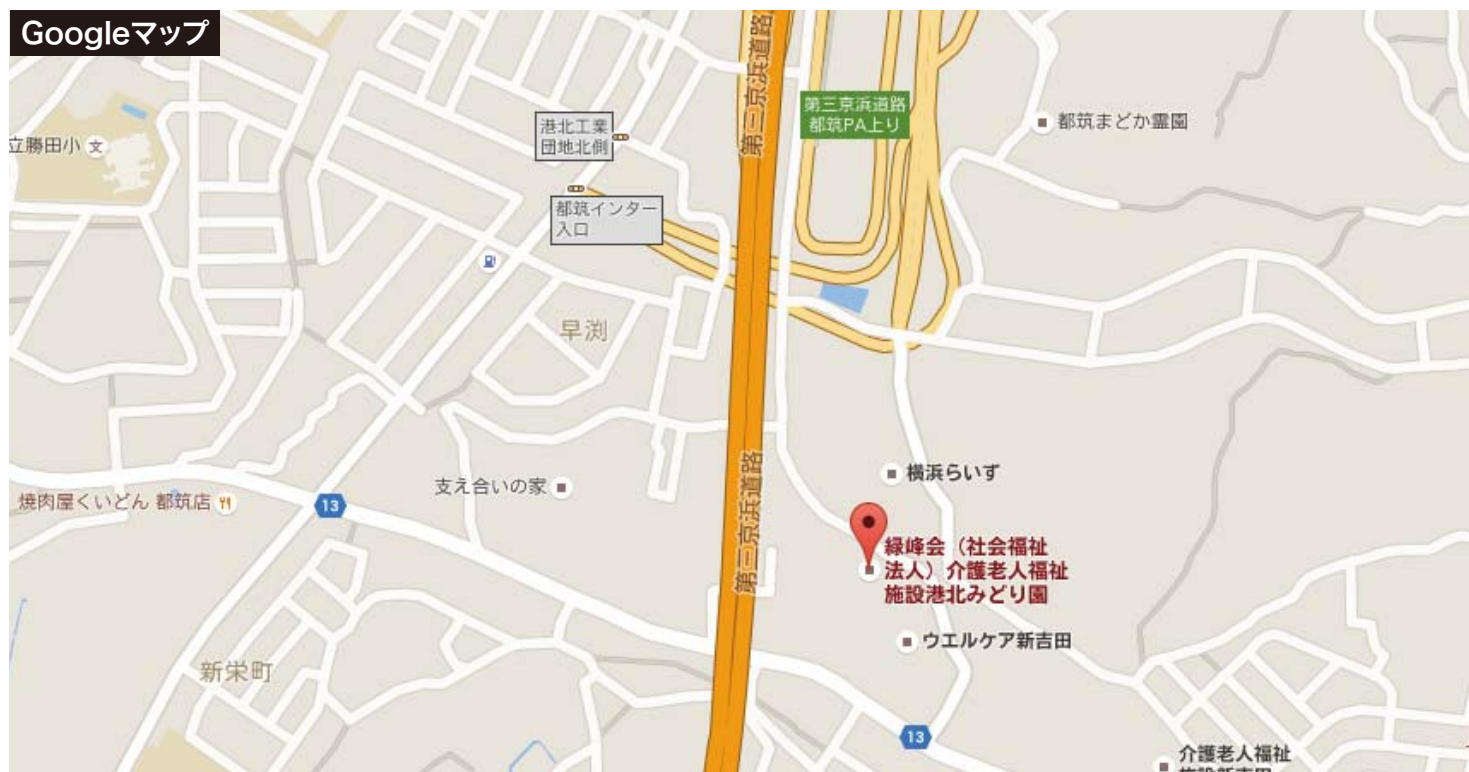 Googleマップ
第三京浜道路
第三京浜道路
都筑PA上り
港北工業
団地北側
都筑まどか霊園
立勝田小
文
都筑インター
入口
早渕
第三京浜道路
横浜らいず
支え合いの家
焼肉屋くいどん 都筑店
13
緑峰会（社会福祉
法人）介護老人福祉
施設港北みどり園
ウエルケア新吉田
新栄町
13
介護老人福祉
施設新吉田